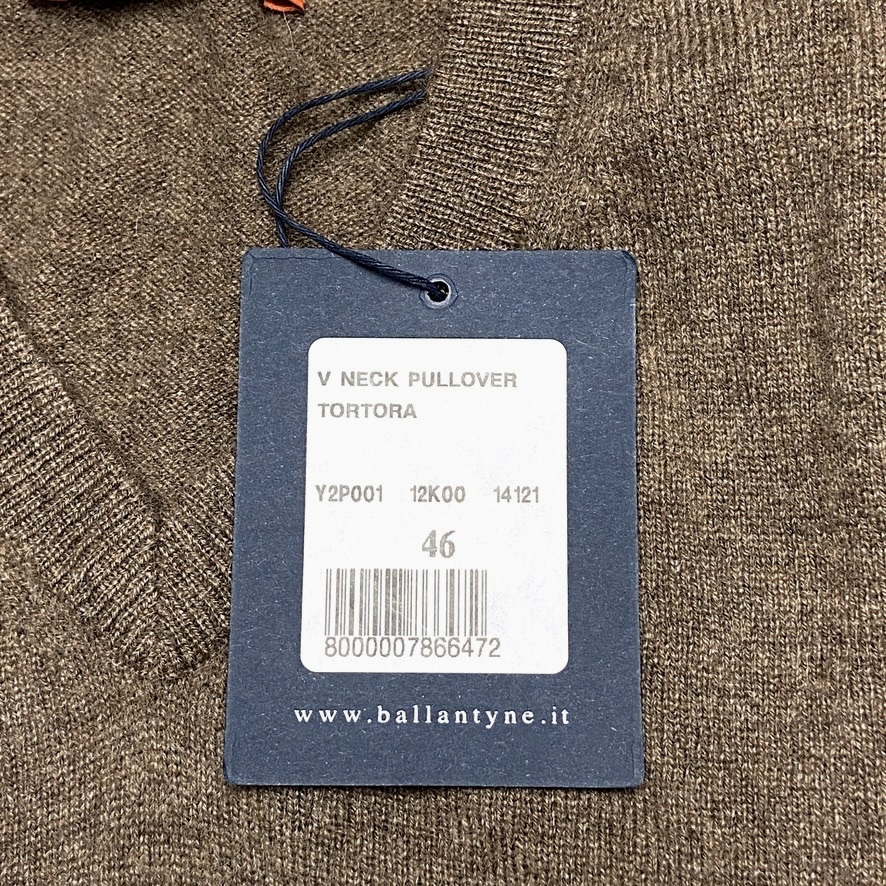 V NECK PULLOVER
TORTORA
Y2P001 12K00 14121
46
8000007866472
www.ballantyne.it